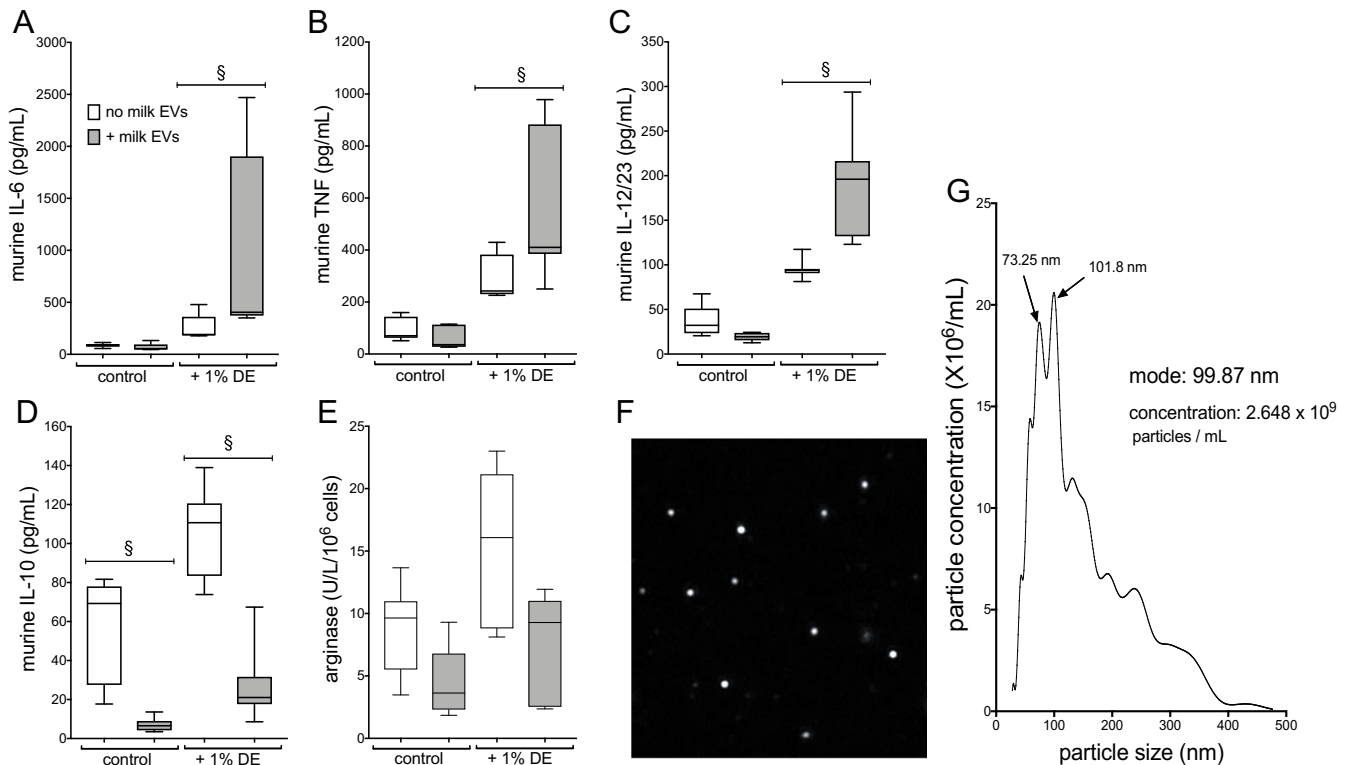 A
murine IL-6 (pg/mL)
3000
2500
2000
1500
1000
500
0
no milk EVs
+ milk EVs
§
control
+ 1% DE
B
murine TNF (pg/mL)
1200
1000
800
600
400
200
0
§
control
+ 1% DE
C
murine IL-12/23 (pg/mL)
350
300
250
200
150
100
50
0
§
control
+ 1% DE
D
murine IL-10 (pg/mL)
160
140
120
100
80
60
40
20
0
§
§
control
+ 1% DE
E
arginase (U/L/10⁶ cells)
25
20
15
10
5
0
control
+ 1% DE
F
G
particle concentration (X10⁶/mL)
25
20
15
10
5
0
73.25 nm
101.8 nm
mode: 99.87 nm
concentration: 2.648 x 10⁹
particles / mL
0 100 200 300 400 500
particle size (nm)